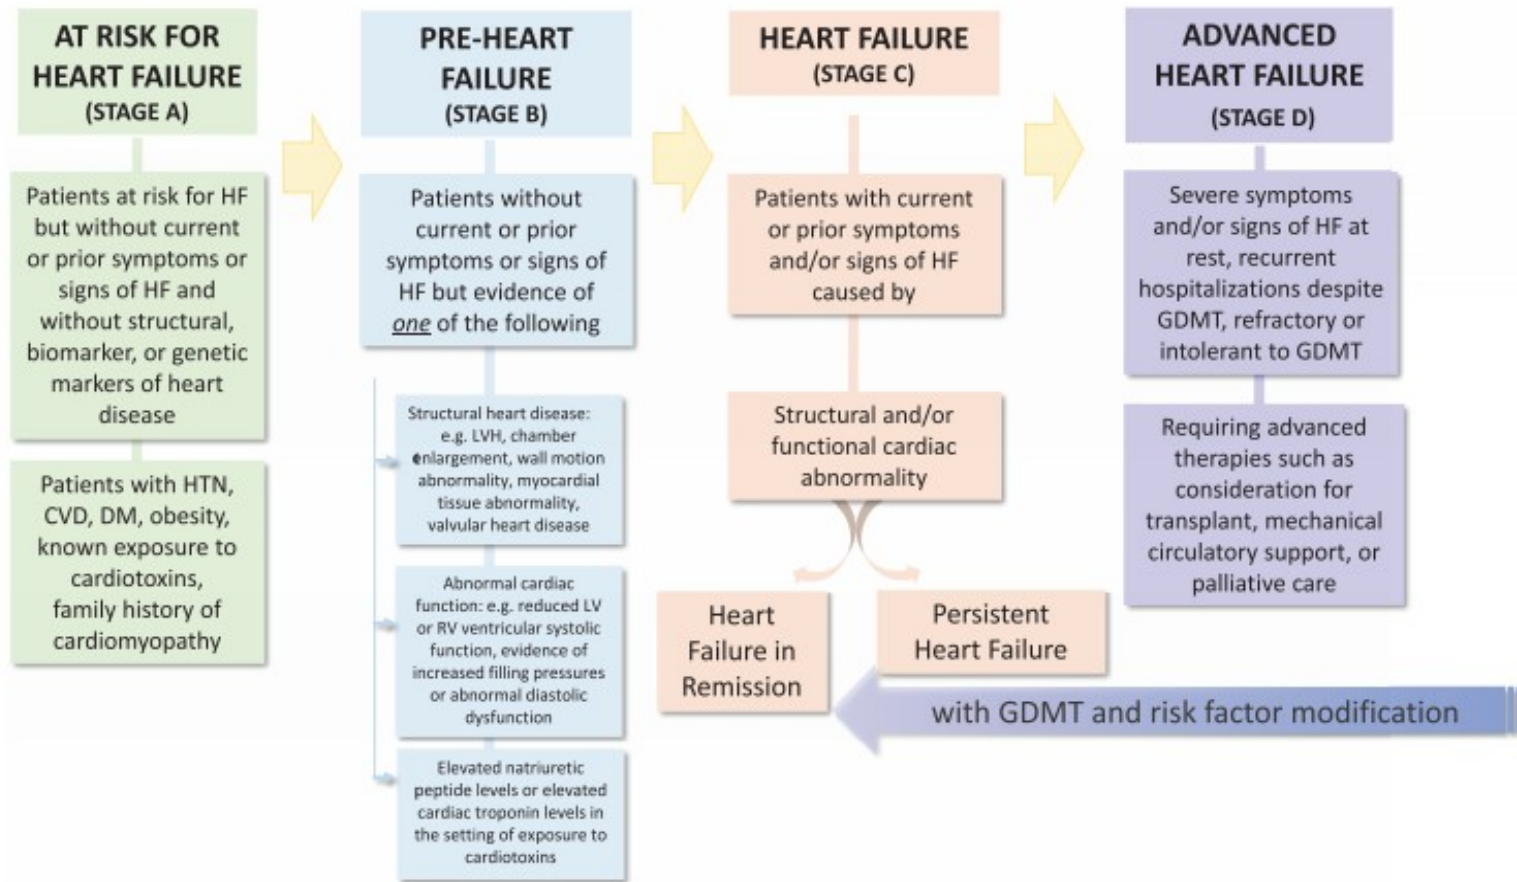 AT RISK FOR
HEART FAILURE
(STAGE A)
Patients at risk for HF
but without current
or prior symptoms or
signs of HF and
without structural,
biomarker, or genetic
markers of heart
disease
Patients with HTN,
CVD, DM, obesity,
known exposure to
cardiotoxins,
family history of
cardiomyopathy
PRE-HEART
FAILURE
(STAGE B)
Patients without
current or prior
symptoms or signs of
HF but evidence of
one of the following
Structural heart disease:
e.g. LVH, chamber
enlargement, wall motion
abnormality, myocardial
tissue abnormality,
valvular heart disease
Abnormal cardiac
function: e.g. reduced LV
or RV ventricular systolic
function, evidence of
increased filling pressures
or abnormal diastolic
dysfunction
Elevated natriuretic
peptide levels or elevated
cardiac troponin levels in
the setting of exposure to
cardiotoxins
HEART FAILURE
(STAGE C)
Patients with current
or prior symptoms
and/or signs of HF
caused by
Structural and/or
functional cardiac
abnormality
Heart
Failure in
Remission
Persistent
Heart Failure
with GDMT and risk factor modification
ADVANCED
HEART FAILURE
(STAGE D)
Severe symptoms
and/or signs of HF at
rest, recurrent
hospitalizations despite
GDMT, refractory or
intolerant to GDMT
Requiring advanced
therapies such as
consideration for
transplant, mechanical
circulatory support, or
palliative care